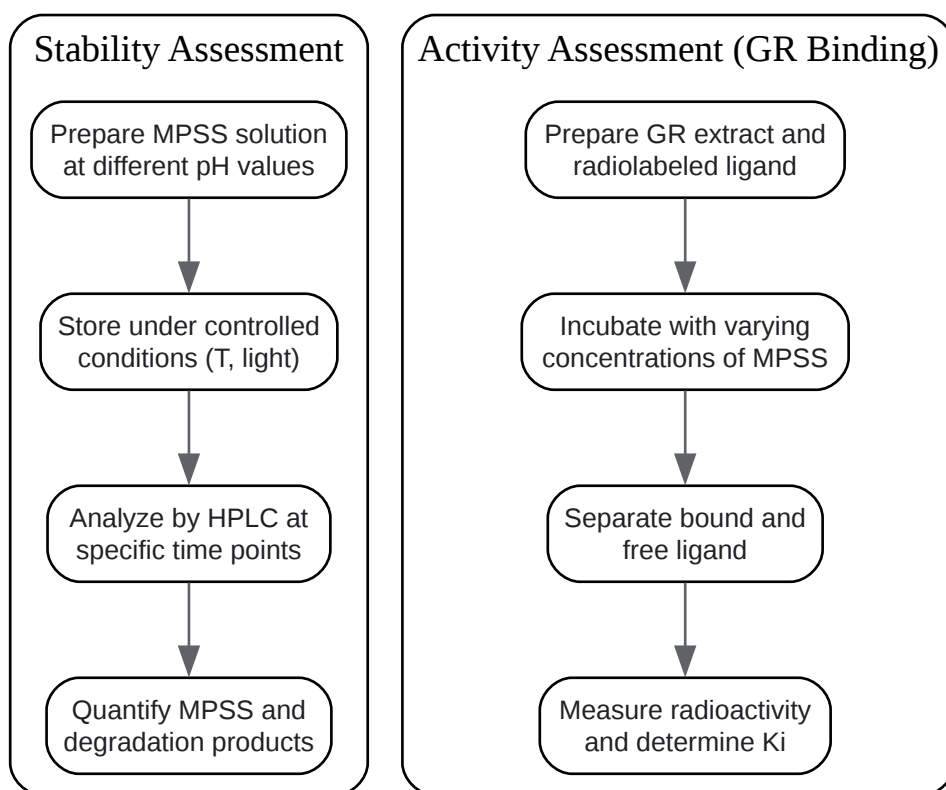 Stability Assessment
Prepare MPSS solution
at different pH values
Store under controlled
conditions (T, light)
Analyze by HPLC at
specific time points
Quantify MPSS and
degradation products
Activity Assessment (GR Binding)
Prepare GR extract and
radiolabeled ligand
Incubate with varying
concentrations of MPSS
Separate bound and
free ligand
Measure radioactivity
and determine Ki